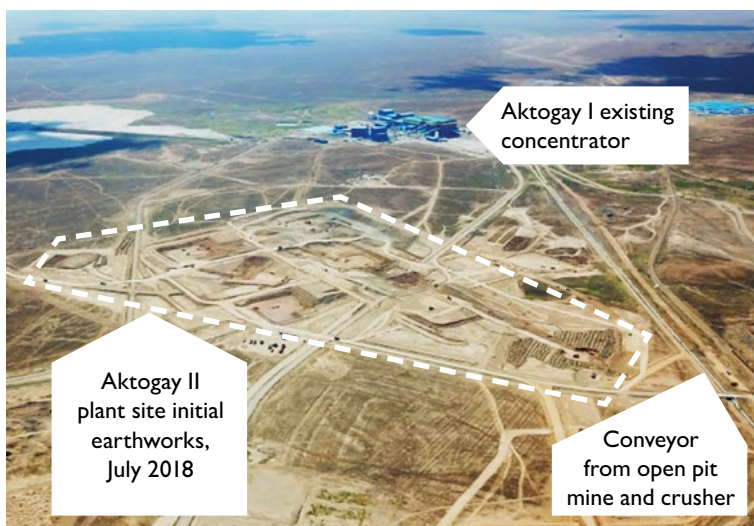 Aktogay I existing
concentrator
Aktogay II
plant site initial
earthworks,
July 2018
Conveyor
from open pit
mine and crusher